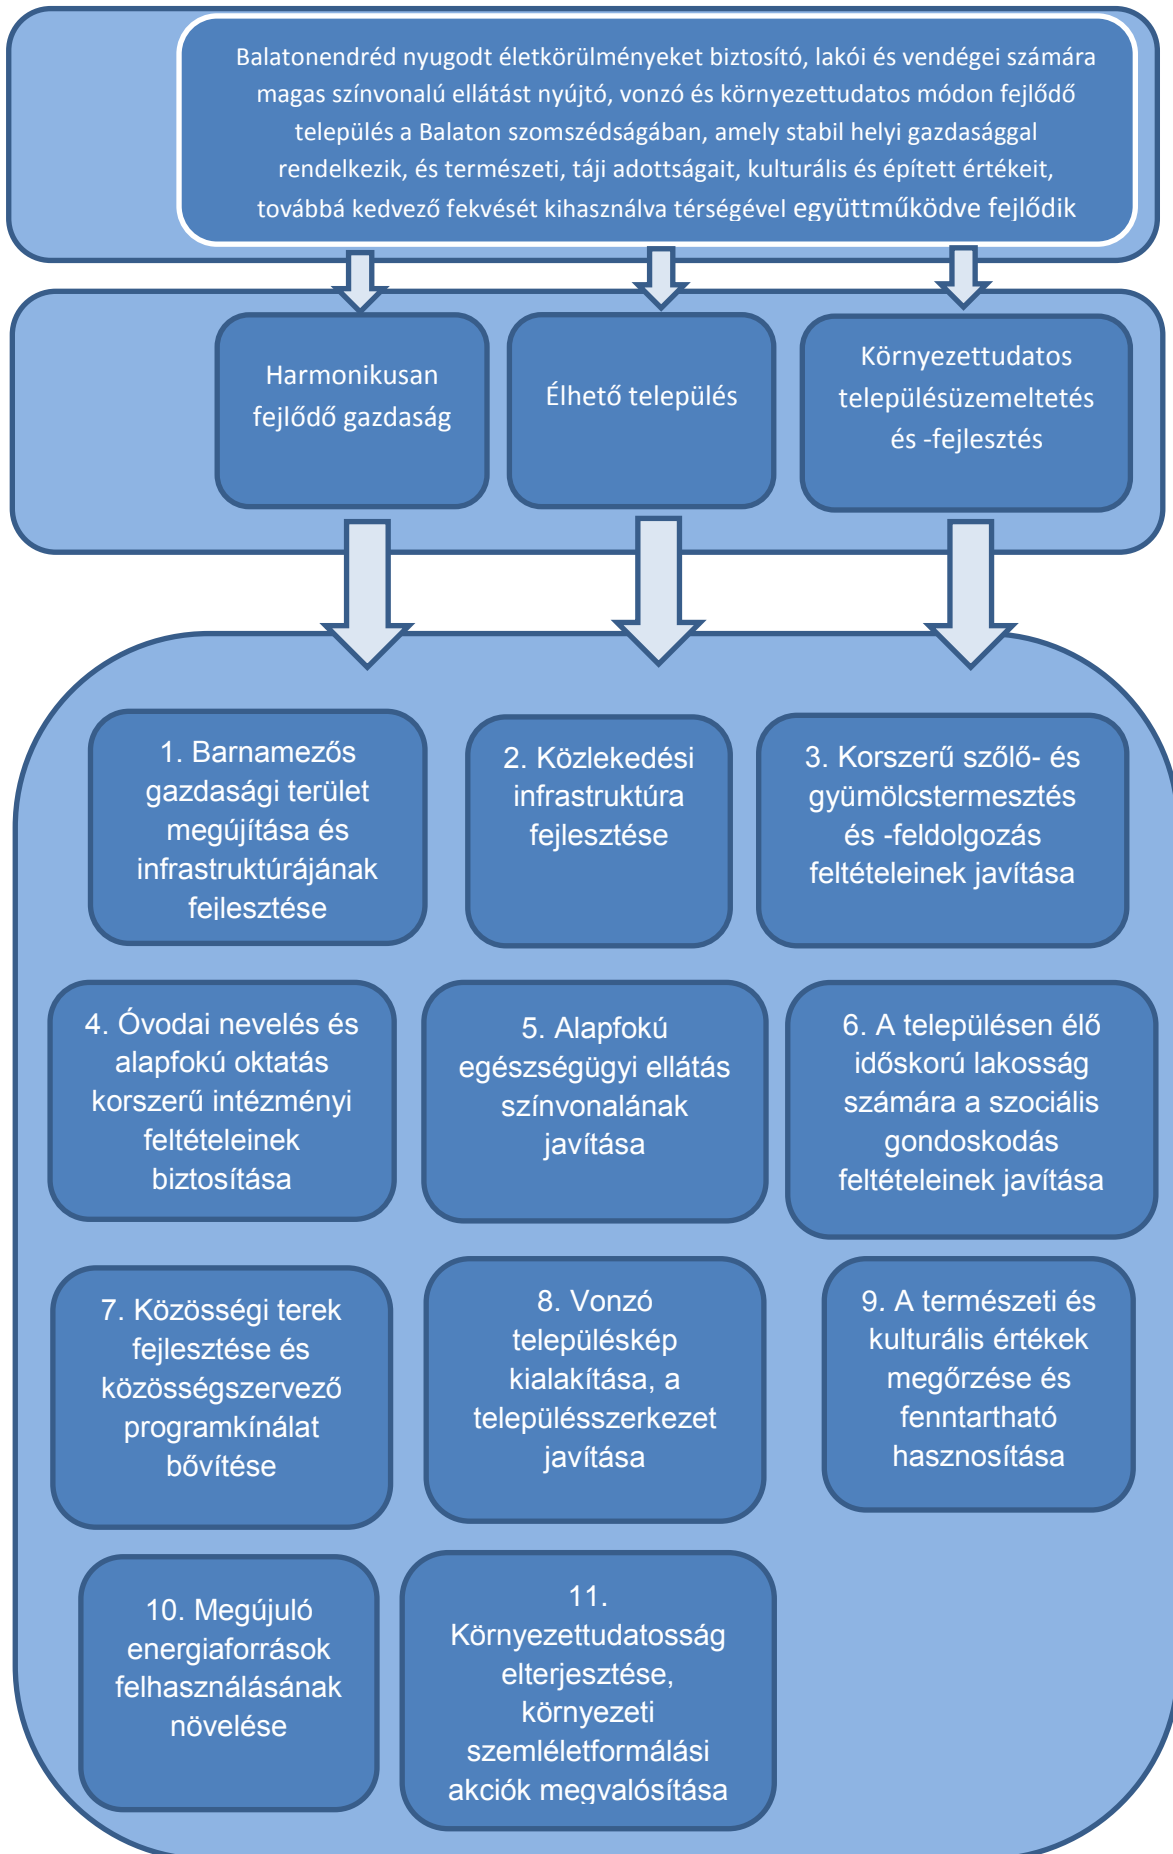 Balatonendréd nyugodt életkörülményeket biztosító, lakói és vendégei számára
magas színvonalú ellátást nyújtó, vonzó és környezettudatos módon fejlődő
település a Balaton szomszédságában, amely stabil helyi gazdasággal
rendelkezik, és természeti, táji adottságait, kulturális és épített értékeit,
továbbá kedvező fekvését kihasználva térségével együttműködve fejlődik
Harmonikusan
fejlődő gazdaság
Élhető település
Környezettudatos
településüzemeltetés
és -fejlesztés
1. Barnamezős
gazdasági terület
megújítása és
infrastruktúrájának
fejlesztése
2. Közlekedési
infrastruktúra
fejlesztése
3. Korszerű szőlő- és
gyümölcstermesztés
és -feldolgozás
feltételeinek javítása
4. Óvodai nevelés és
alapfokú oktatás
korszerű intézményi
feltételeinek
biztosítása
5. Alapfokú
egészségügyi ellátás
színvonalának
javítása
6. A településen élő
időskorú lakosság
számára a szociális
gondoskodás
feltételeinek javítása
7. Közösségi terek
fejlesztése és
közösségszervező
programkínálat
bővítése
8. Vonzó
településkép
kialakítása, a
településszerkezet
javítása
9. A természeti és
kulturális értékek
megőrzése és
fenntartható
hasznosítása
10. Megújuló
energiaforrások
felhasználásának
növelése
11.
Környezettudatosság
elterjesztése,
környezeti
szemléletformálási
akciók megvalósítása